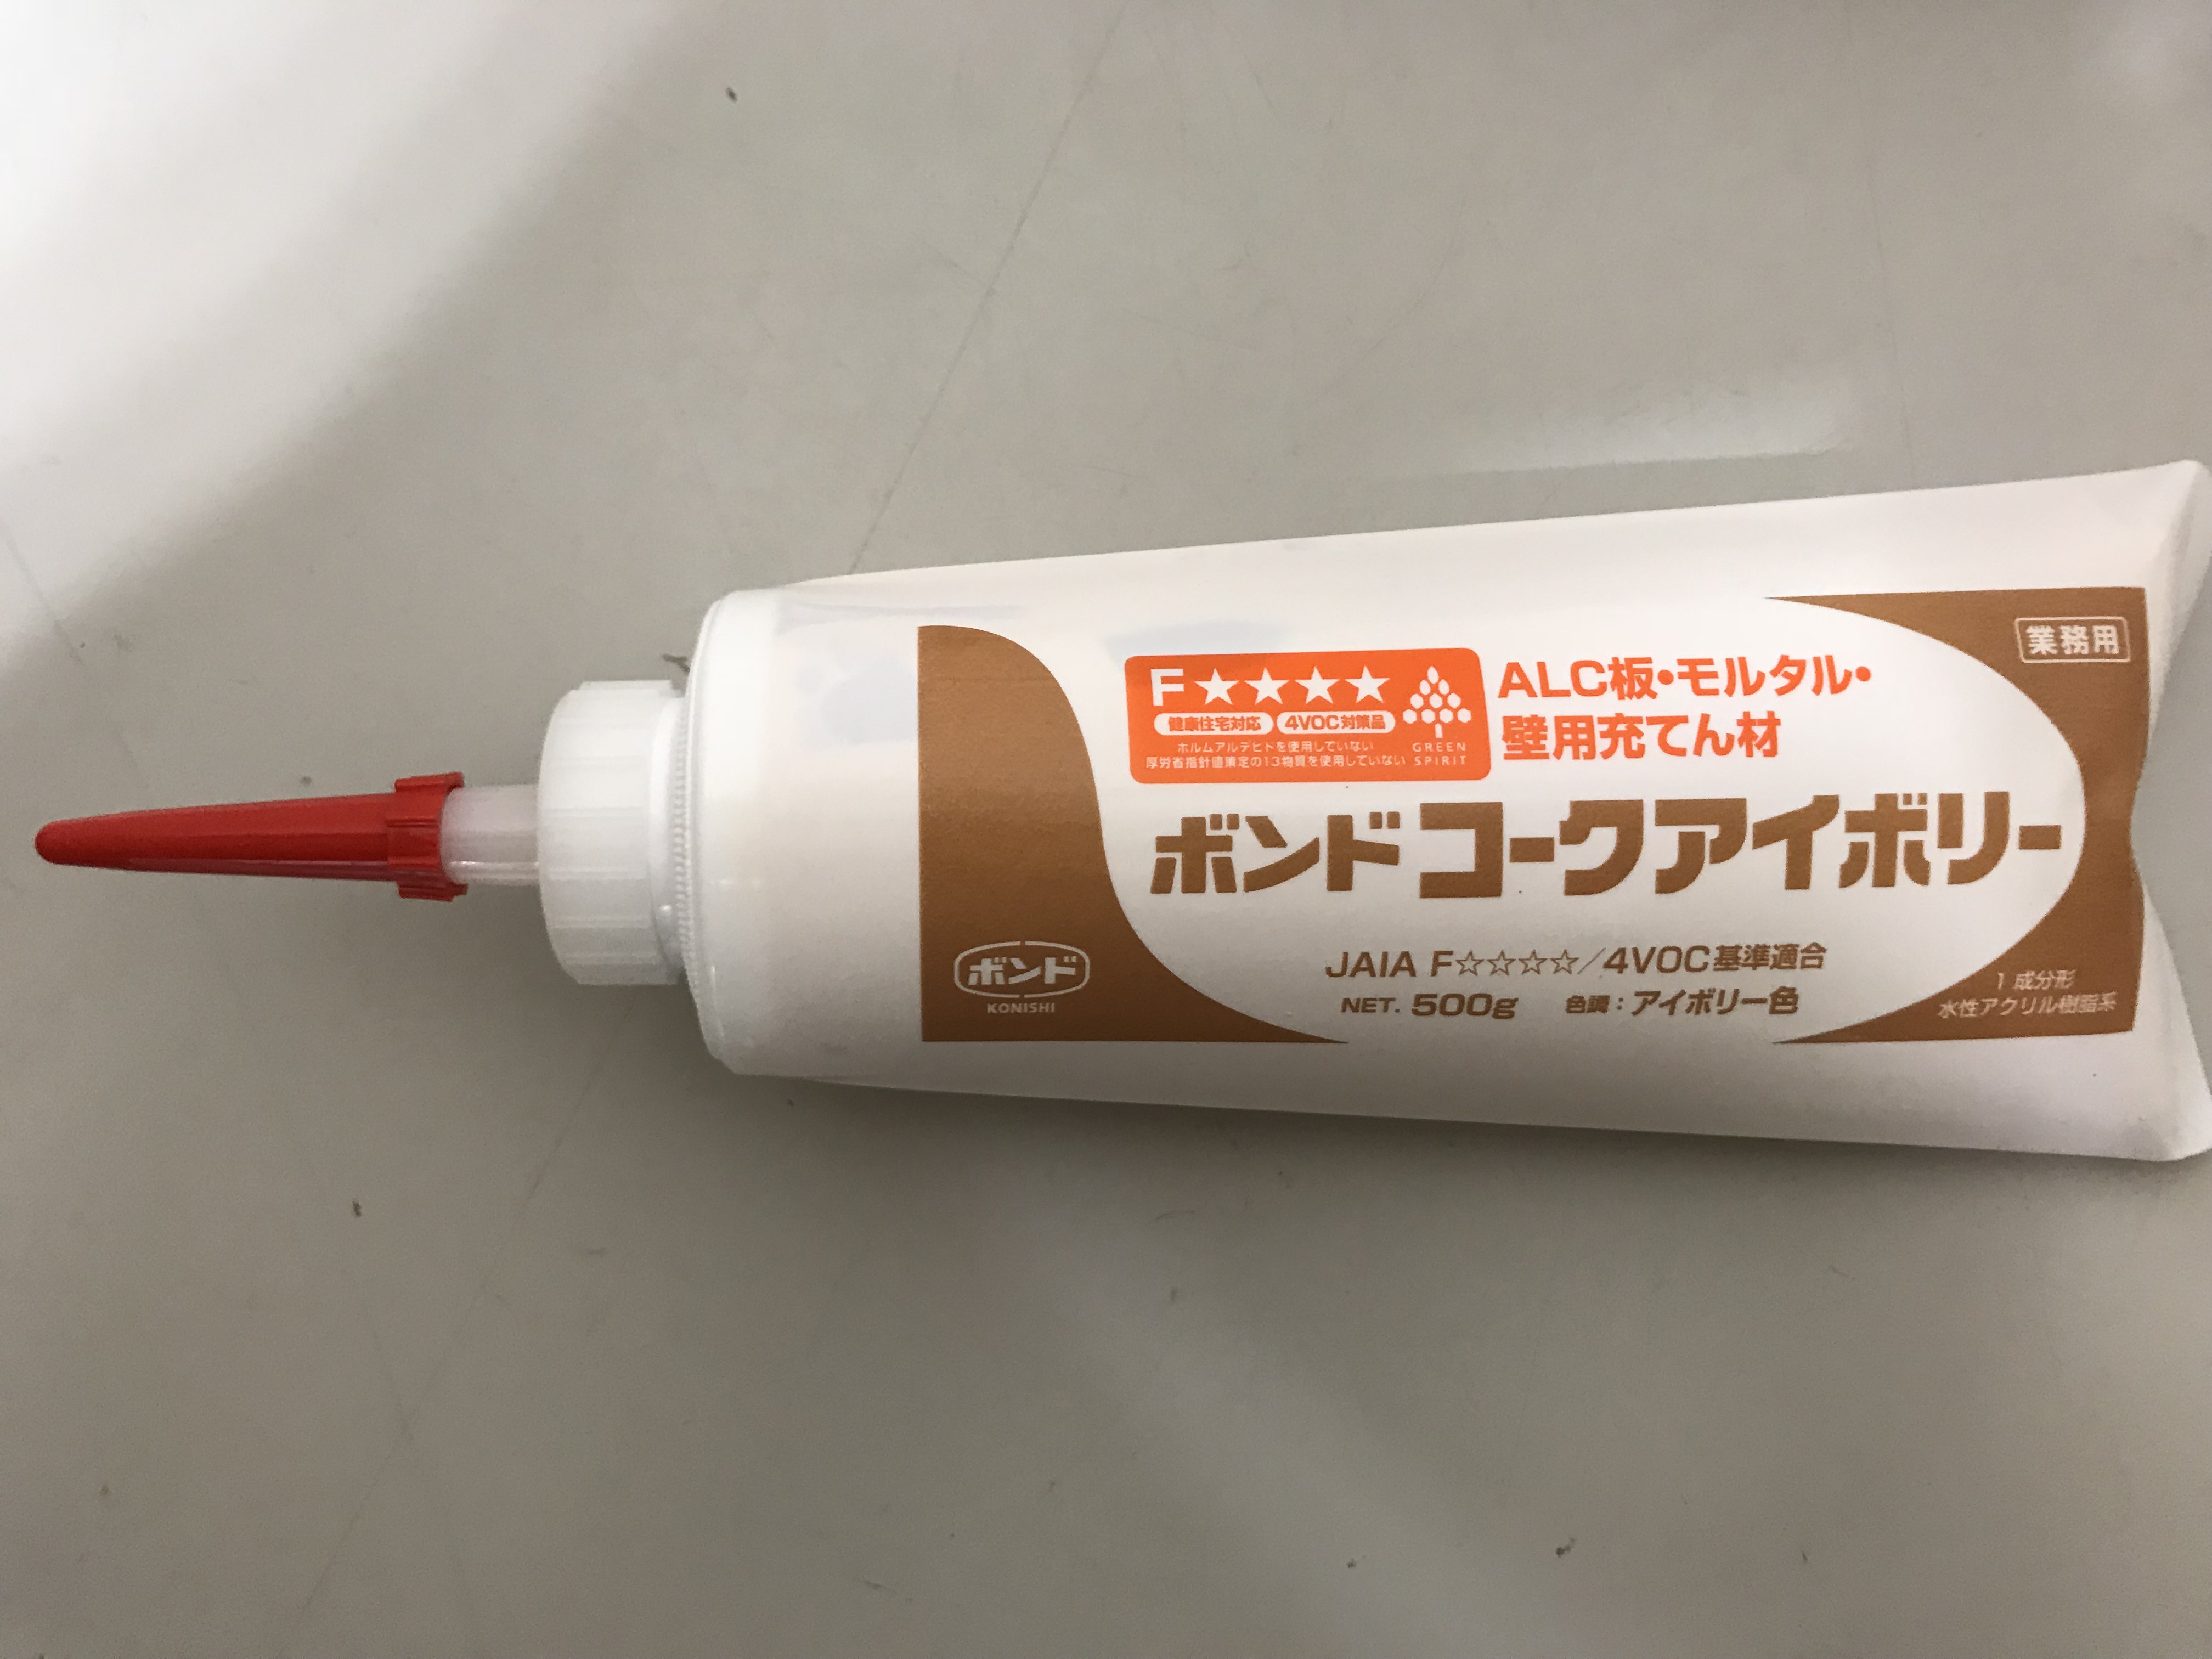 業務用
F★★★★
健康住宅対応 4VOC対策品
ホルムアルデヒドを使用していない
厚労省指針値策定の13物質を使用していない
GREEN
SPIRIT
ALC板・モルタル・
壁用充てん材
ボンド コークアイボリー
JAIA F☆☆☆☆/4VOC基準適合
NET. 500g 色調:アイボリー色
ボンド
KONISHI
1成分形
水性アクリル樹脂系